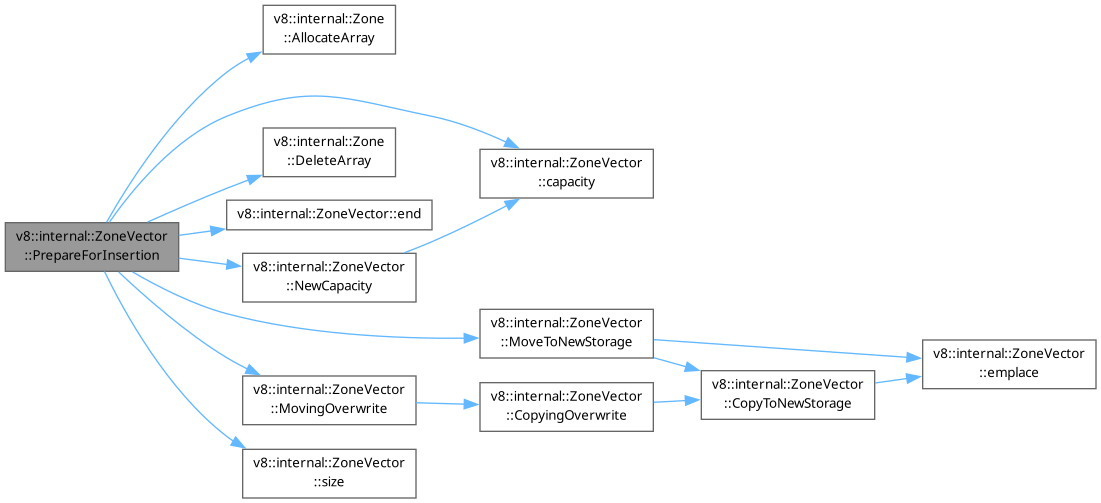 v8::internal::Zone
::AllocateArray
v8::internal::Zone
::DeleteArray
v8::internal::ZoneVector
::capacity
v8::internal::ZoneVector::end
v8::internal::ZoneVector
::PrepareForInsertion
v8::internal::ZoneVector
::NewCapacity
v8::internal::ZoneVector
::MoveToNewStorage
v8::internal::ZoneVector
::emplace
v8::internal::ZoneVector
::MovingOverwrite
v8::internal::ZoneVector
::CopyingOverwrite
v8::internal::ZoneVector
::CopyToNewStorage
v8::internal::ZoneVector
::size